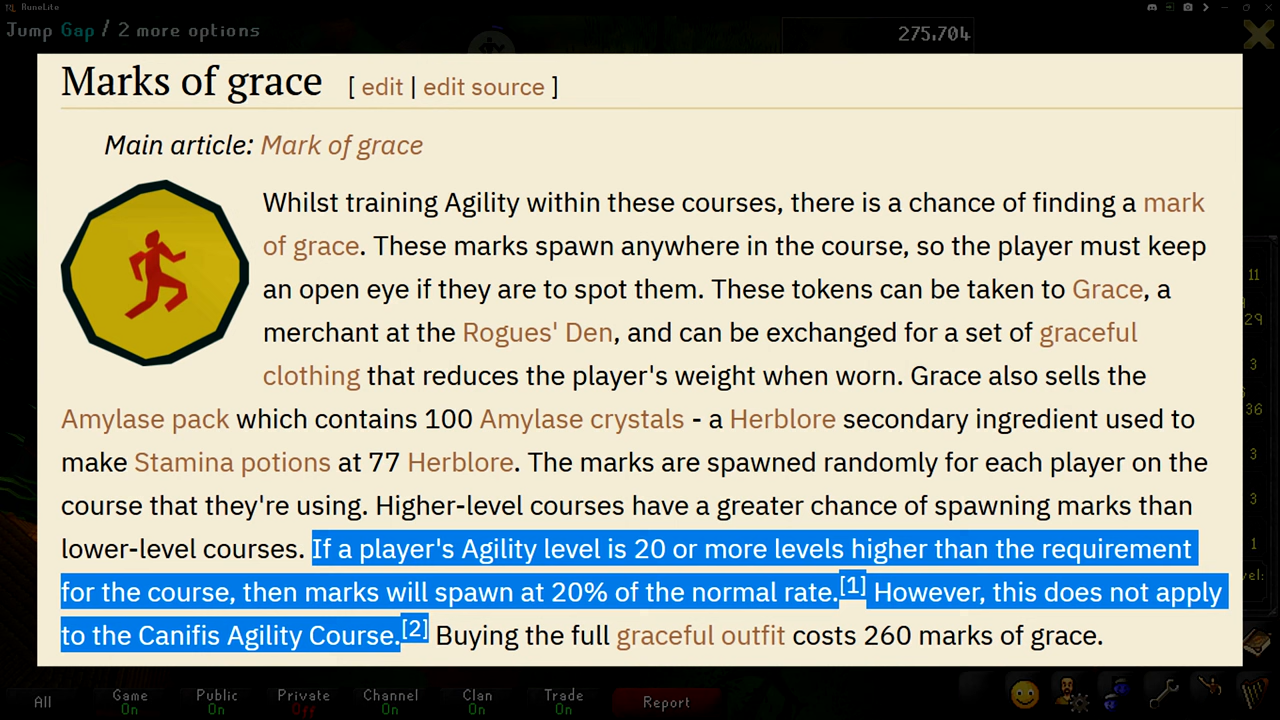 RuneLite
Jump Gap / 2 more options
275,704
Marks of grace [ edit | edit source ]
Main article: Mark of grace
Whilst training Agility within these courses, there is a chance of finding a mark
of grace. These marks spawn anywhere in the course, so the player must keep
an open eye if they are to spot them. These tokens can be taken to Grace, a
merchant at the Rogues' Den, and can be exchanged for a set of graceful
clothing that reduces the player's weight when worn. Grace also sells the
Amylase pack which contains 100 Amylase crystals - a Herblore secondary ingredient used to
make Stamina potions at 77 Herblore. The marks are spawned randomly for each player on the
course that they're using. Higher-level courses have a greater chance of spawning marks than
lower-level courses. If a player's Agility level is 20 or more levels higher than the requirement
for the course, then marks will spawn at 20% of the normal rate.[1] However, this does not apply
to the Canifis Agility Course.[2] Buying the full graceful outfit costs 260 marks of grace.
11
29
3
36
3
3
1
vel:
All
Game
On
Public
On
Private
Off
Channel
On
Clan
On
Trade
On
Report